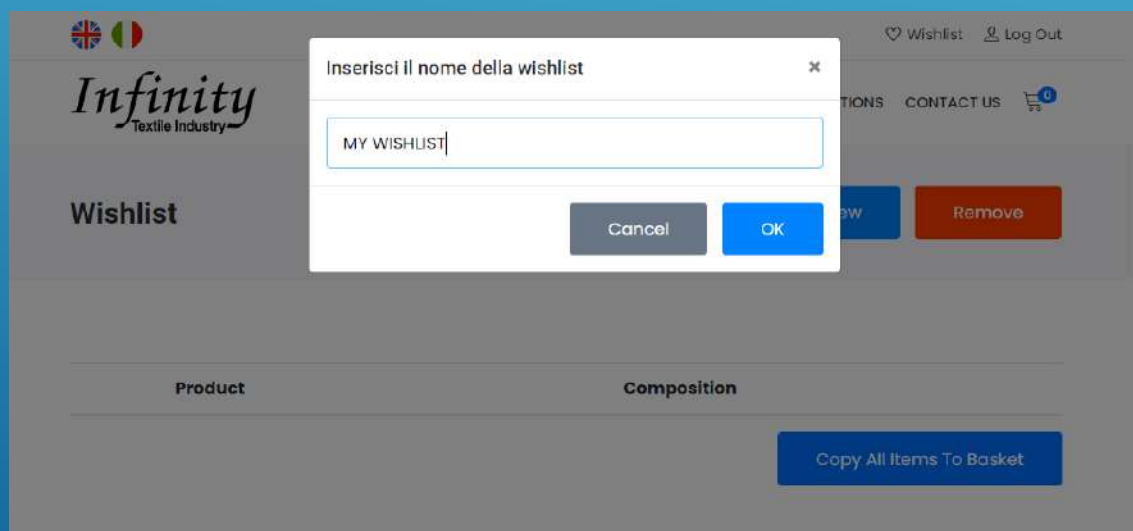 Wishlist Log Out
Infinity
Textile Industry
TIONS CONTACT US 0
Inserisci il nome della wishlist ×
MY WISHLIST
Cancel OK
Wishlist
ew Remove
Product Composition
Copy All Items To Basket